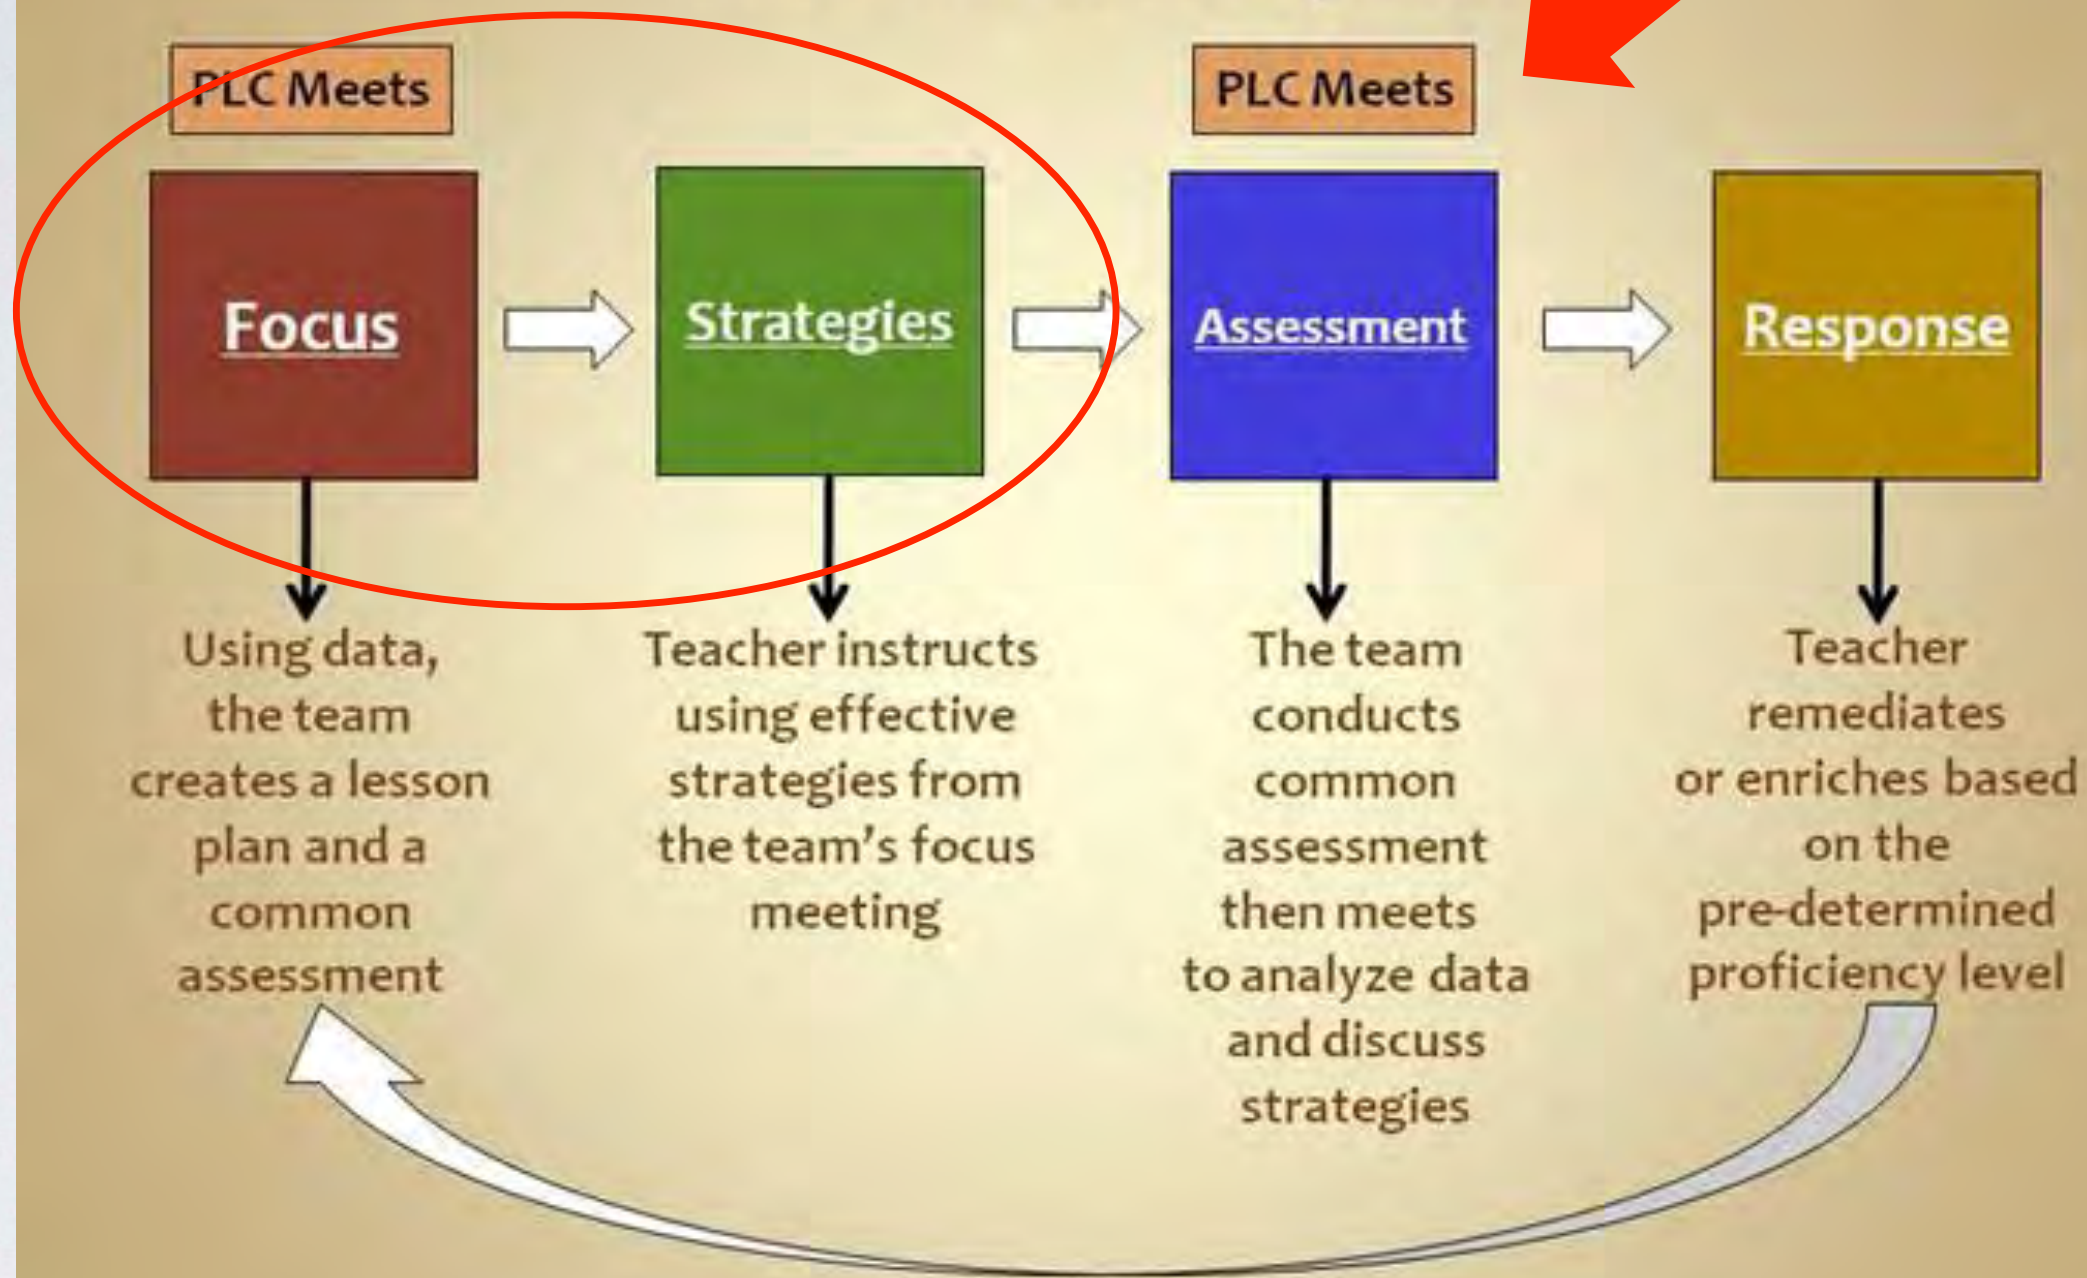 PLC Meets
PLC Meets
Focus
Strategies
Assessment
Response
Using data,
the team
creates a lesson
plan and a
common
assessment
Teacher instructs
using effective
strategies from
the team's focus
meeting
The team
conducts
common
assessment
then meets
to analyze data
and discuss
strategies
Teacher
remediates
or enriches based
on the
pre-determined
proficiency level